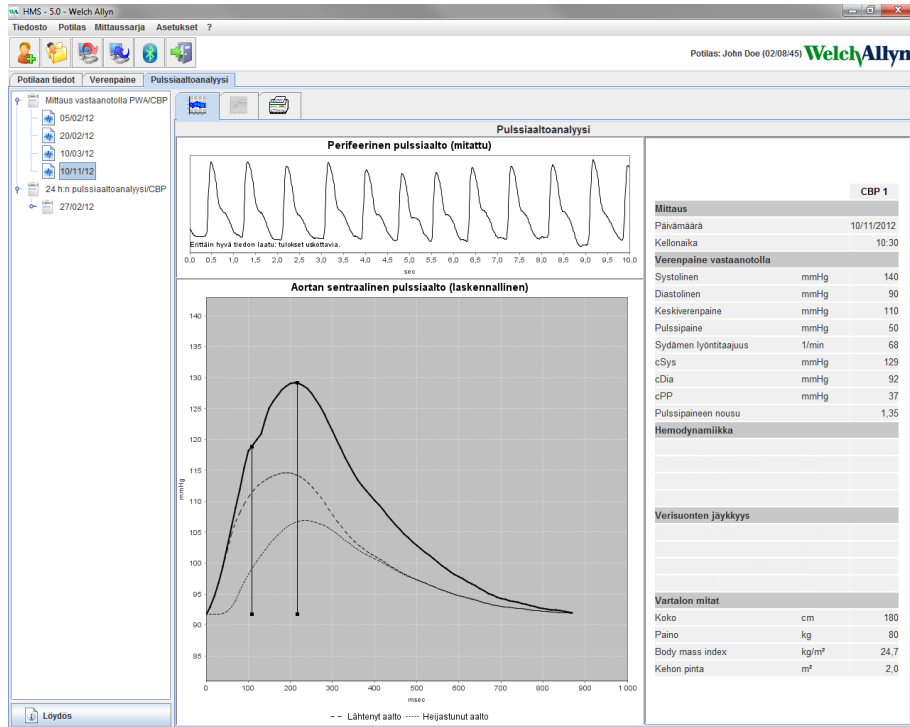 HMS - 5.0 - Welch Allyn
Tiedosto Potilas Mittaussarja Asetukset ?
Potilas: John Doe (02/08/45) WelchAllyn
Potilaan tiedot Verenpaine Pulssiaaltoanalyysi
Mittaus vastaanotolla PWA/CBP
05/02/12
20/02/12
10/03/12
10/11/12
24 h:n pulssiaaltoanalyysi/CBP
27/02/12
Löydös
Pulssiaaltoanalyysi
Perifeerinen pulssiaalto (mitattu)
Erittäin hyvä tiedon laatu: tulokset uskottavia.
0,0 0,5 1,0 1,5 2,0 2,5 3,0 3,5 4,0 4,5 5,0 5,5 6,0 6,5 7,0 7,5 8,0 8,5 9,0 9,5 10,0
sec
Aortan sentraalinen pulssiaalto (laskennallinen)
140
135
130
125
120
115
110
105
100
95
90
85
mmHg
0 100 200 300 400 500 600 700 800 900 1 000
msec
Lähtenyt aalto Heijastunut aalto
CBP 1
Mittaus
Päivämäärä 10/11/2012
Kellonaika 10:30
Verenpaine vastaanotolla
Systolinen mmHg 140
Diastolinen mmHg 90
Keskiverenpaine mmHg 110
Pulssipaine mmHg 50
Sydämen lyöntitaajuus 1/min 68
cSys mmHg 129
cDia mmHg 92
cPP mmHg 37
Pulssipaineen nousu 1,35
Hemodynamiikka
Verisuonten jäykkyys
Vartalon mitat
Koko cm 180
Paino kg 80
Body mass index kg/m² 24,7
Kehon pinta m² 2,0